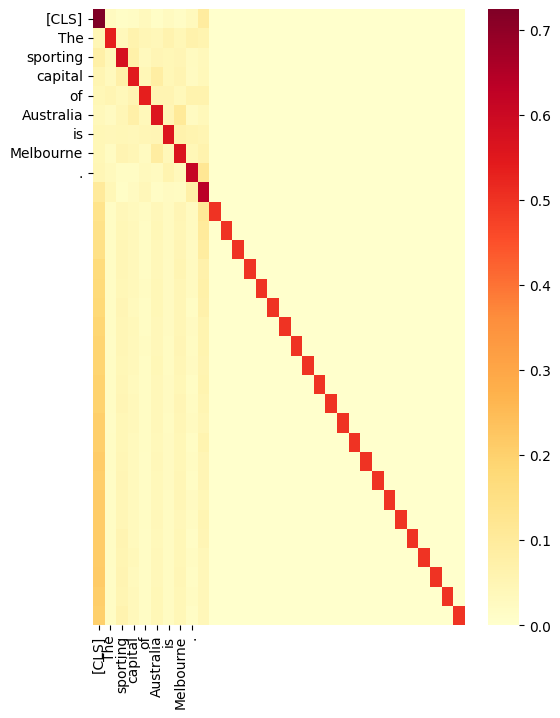 [CLS]
The
sporting
capital
of
Australia
is
Melbourne
.
[CLS]
The
sporting
capital
of
Australia
is
Melbourne
.
0.7
0.6
0.5
0.4
0.3
0.2
0.1
0.0